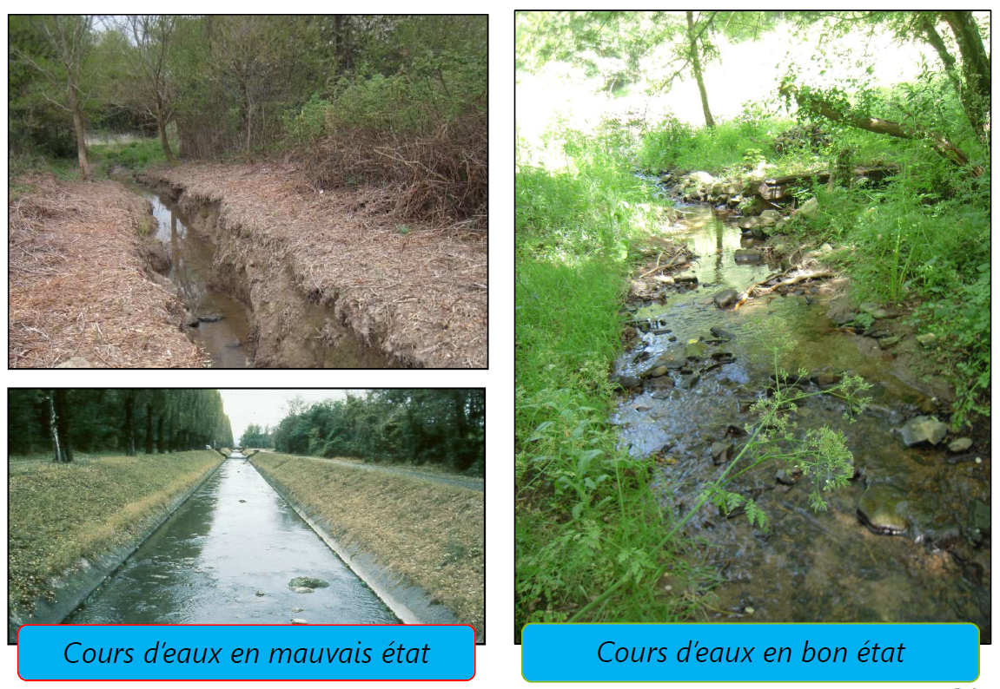 Cours d'eaux en mauvais état
Cours d'eaux en bon état